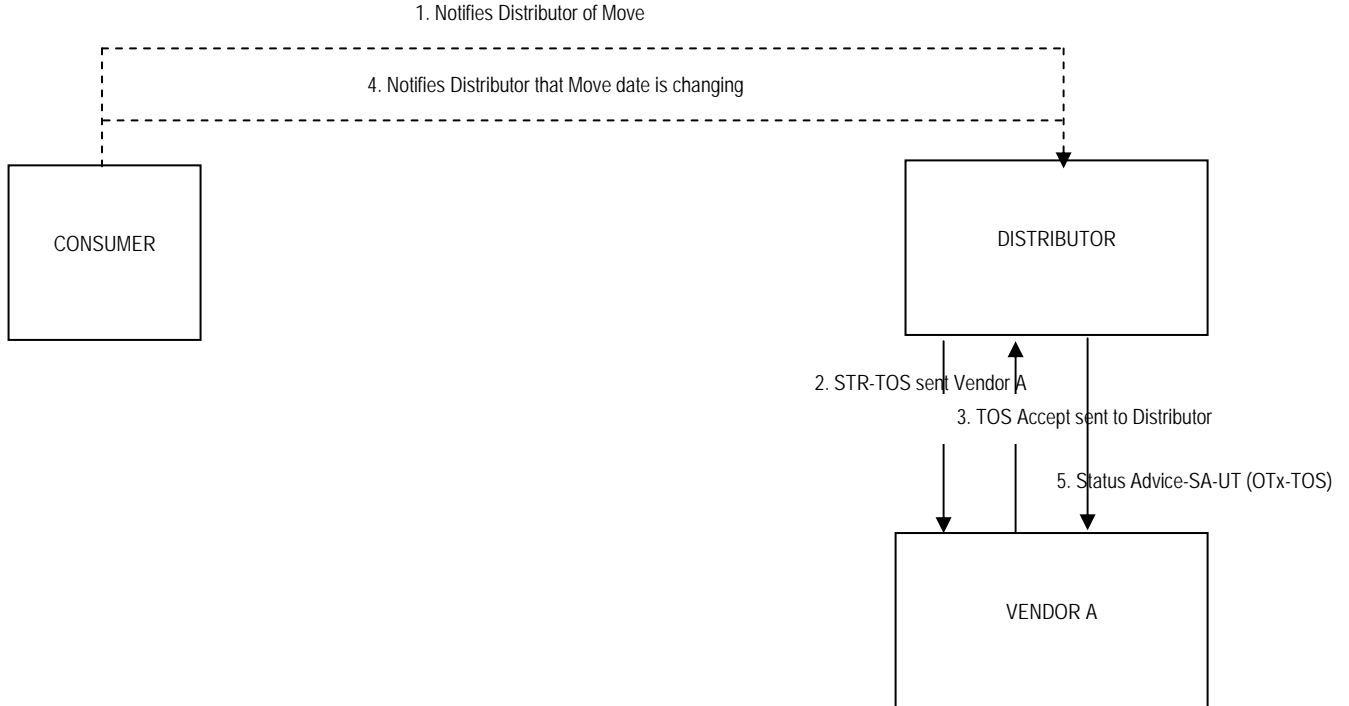 1. Notifies Distributor of Move
4. Notifies Distributor that Move date is changing
CONSUMER
DISTRIBUTOR
2. STR-TOS sent Vendor A
3. TOS Accept sent to Distributor
5. Status Advice-SA-UT (OTx-TOS)
VENDOR A